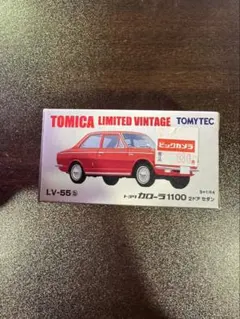 TOMICA LIMITED VINTAGE TOMYTEC
ビックカメラ
LV-55b
トヨタ カローラ1100 2ドア セダン